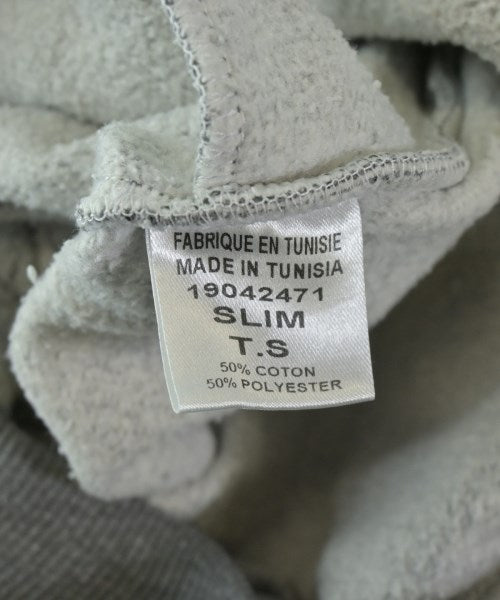 FABRIQUE EN TUNISIE
MADE IN TUNISIA
19042471
SLIM
T.S
50% COTON
50% POLYESTER